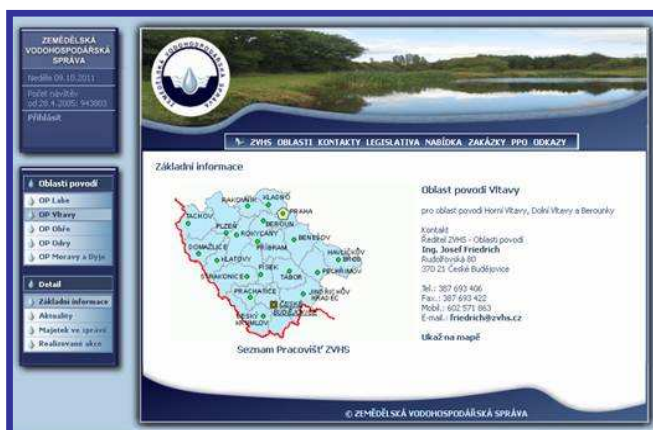 ZEMĚDĚLSKÁ
VODOHOSPODÁŘSKÁ
SPRÁVA
Neděle 09.10.2011
Počet návštěv
od 28.4.2005: 943803
Přihlásit
ZEMĚDĚLSKÁ VODOHOSPODÁŘSKÁ SPRÁVA
ZVHS OBLASTI KONTAKTY LEGISLATIVA NABÍDKA ZAKÁZKY PPO ODKAZY
Oblasti povodí
OP Labe
OP Vltavy
OP Ohře
OP Odry
OP Moravy a Dyje
Detail
Základní informace
Aktuality
Majetek ve správě
Realizované akce
Základní informace
RAKOVNÍK KLADNO
PRAHA
TACHOV
PLZEŇ BEROUN
ROKYCANY BENEŠOV
DOMAŽLICE PŘÍBRAM
HAVLÍČKŮV
BROD
KLATOVY
PÍSEK
STRAKONICE TÁBOR PELHŘIMOV
PRACHATICE
JINDŘICHŮV
HRADEC
ČESKÉ
BUDĚJOVICE
ČESKÝ
KRUMLOV
Seznam Pracovišť ZVHS
Oblast povodí Vltavy
pro oblast povodí Horní Vltavy, Dolní Vltavy a Berounky
Kontakt
Ředitel ZVHS - Oblasti povodí
Ing. Josef Friedrich
Rudolfovská 80
370 21 České Budějovice
Tel.: 387 693 406
Fax.: 387 693 422
Mobil.: 602 571 863
E-mail.: friedrich@zvhs.cz
Ukaž na mapě
© ZEMĚDĚLSKÁ VODOHOSPODÁŘSKÁ SPRÁVA